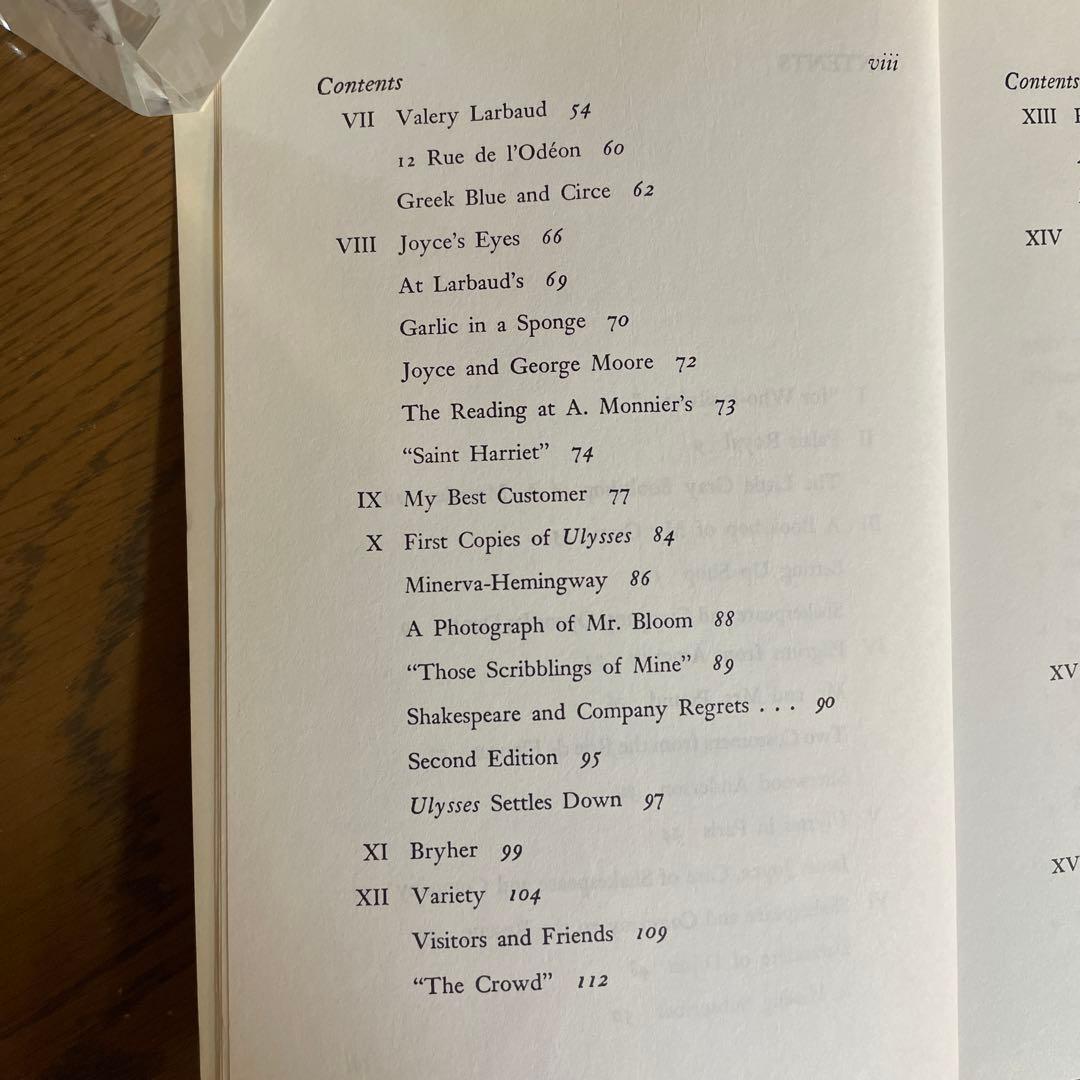 Contents viii
VII Valery Larbaud 54
12 Rue de l'Odéon 60
Greek Blue and Circe 62
VIII Joyce's Eyes 66
At Larbaud's 69
Garlic in a Sponge 70
Joyce and George Moore 72
The Reading at A. Monnier's 73
“Saint Harriet” 74
IX My Best Customer 77
X First Copies of Ulysses 84
Minerva-Hemingway 86
A Photograph of Mr. Bloom 88
“Those Scribblings of Mine” 89
Shakespeare and Company Regrets . . . 90
Second Edition 95
Ulysses Settles Down 97
XI Bryher 99
XII Variety 104
Visitors and Friends 109
“The Crowd” 112
Contents
XIII
XIV
XV